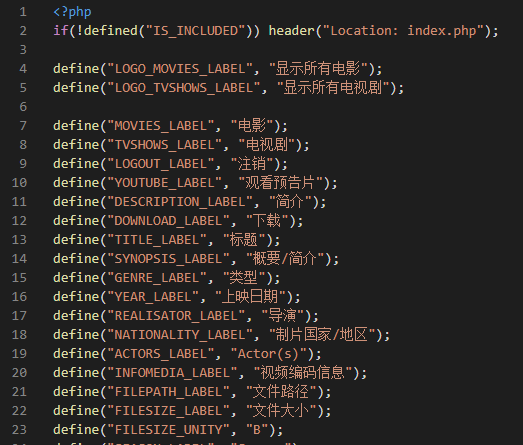 1 <?php
2 if(!defined("IS_INCLUDED")) header("Location: index.php");
3
4 define("LOGO_MOVIES_LABEL", "显示所有电影");
5 define("LOGO_TVSHOWS_LABEL", "显示所有电视剧");
6
7 define("MOVIES_LABEL", "电影");
8 define("TVSHOWS_LABEL", "电视剧");
9 define("LOGOUT_LABEL", "注销");
10 define("YOUTUBE_LABEL", "观看预告片");
11 define("DESCRIPTION_LABEL", "简介");
12 define("DOWNLOAD_LABEL", "下载");
13 define("TITLE_LABEL", "标题");
14 define("SYNOPSIS_LABEL", "概要/简介");
15 define("GENRE_LABEL", "类型");
16 define("YEAR_LABEL", "上映日期");
17 define("REALISATOR_LABEL", "导演");
18 define("NATIONALITY_LABEL", "制片国家/地区");
19 define("ACTORS_LABEL", "Actor(s)");
20 define("INFOMEDIA_LABEL", "视频编码信息");
21 define("FILEPATH_LABEL", "文件路径");
22 define("FILESIZE_LABEL", "文件大小");
23 define("FILESIZE_UNITY", "B");